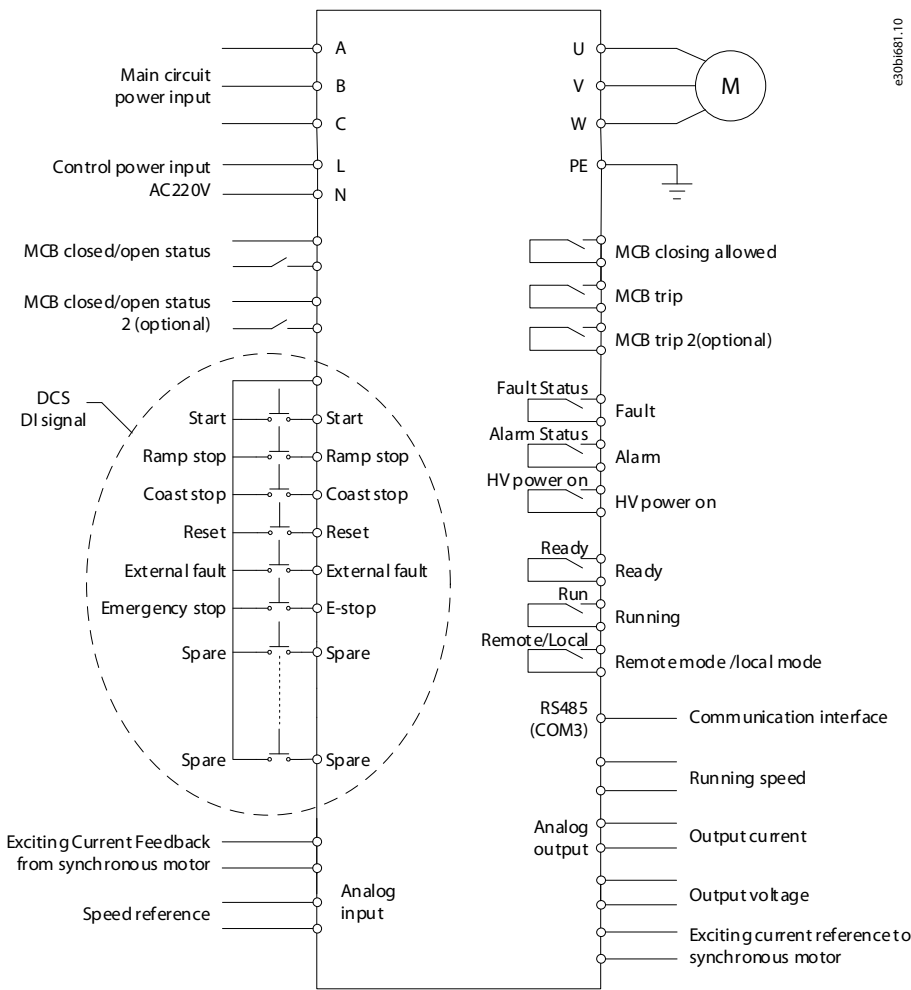 e30bi681.10
A
Main circuit
power input
B
C
Control power input
AC220V
L
N
MCB closed/open status
MCB closed/open status
2 (optional)
DCS
DI signal
Start
Start
Ramp stop
Ramp stop
Coast stop
Coast stop
Reset
Reset
External fault
External fault
Emergency stop
E-stop
Spare
Spare
Spare
Spare
Exciting Current Feedback
from synchronous motor
Speed reference
Analog
input
U
V
W
M
PE
MCB closing allowed
MCB trip
MCB trip 2(optional)
Fault Status
Fault
Alarm Status
Alarm
HV power on
HV power on
Ready
Ready
Run
Running
Remote/Local
Remote mode /local mode
RS485
(COM3)
Communication interface
Running speed
Analog
output
Output current
Output voltage
Exciting current reference to
synchronous motor